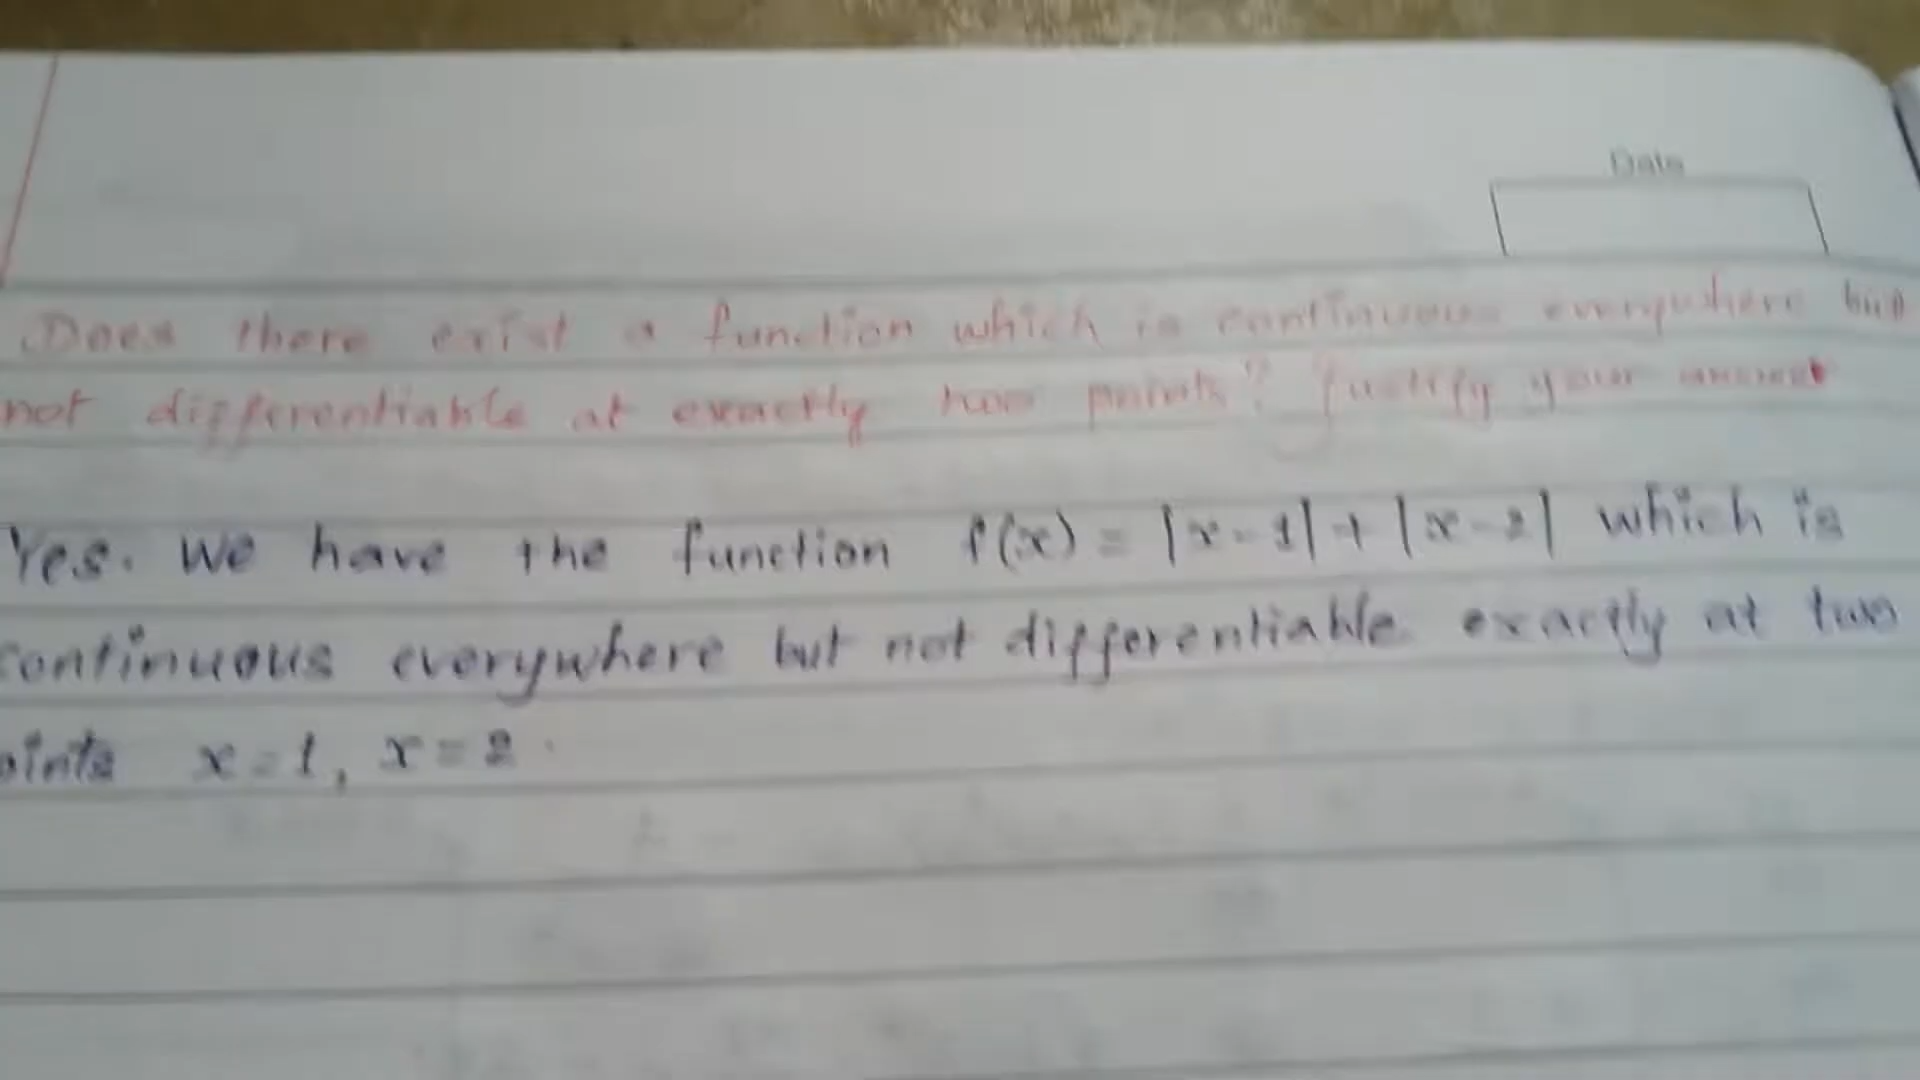 Date
Does there exist a function which is continuous everywhere but
not differentiable at exactly two points? Justify your answer
Yes. We have the function f(x) = |x-1| + |x-2| which is
continuous everywhere but not differentiable exactly at two
oints x=1, x=2.